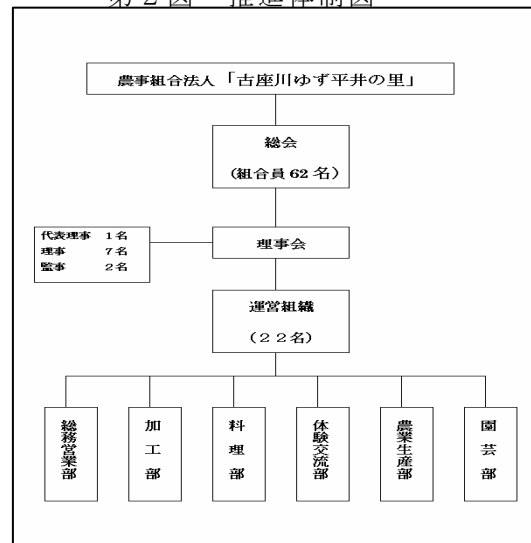 第２図 推進体制図
農事組合法人「古座川ゆず平井の里」
総会
(組合員 62 名)
代表理事 1名
理事 7名
監事 2名
理事会
運営組織
(２２名)
総務営業部
加工部
料理部
体験交流部
農業生産部
園芸部